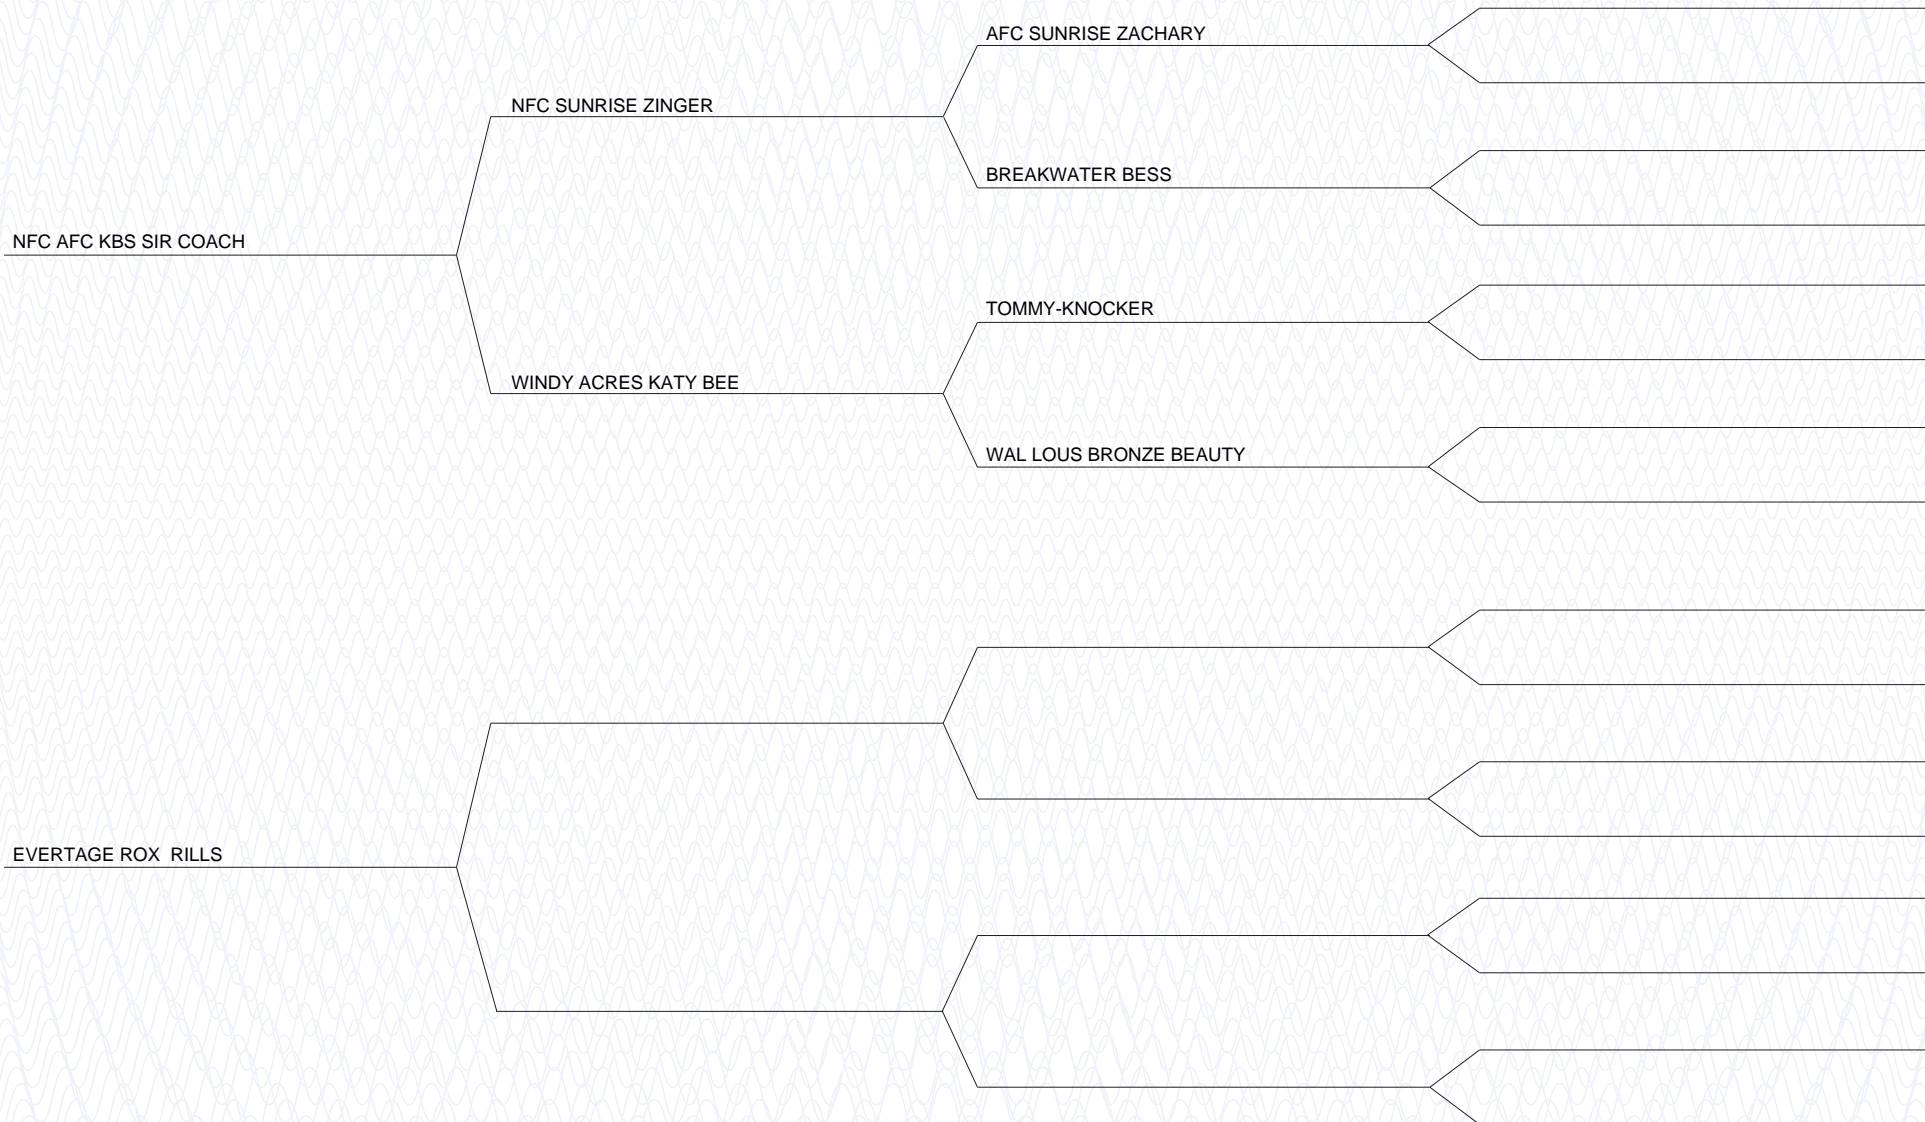 AFC SUNRISE ZACHARY
NFC SUNRISE ZINGER
BREAKWATER BESS
NFC AFC KBS SIR COACH
TOMMY-KNOCKER
WINDY ACRES KATY BEE
WAL LOUS BRONZE BEAUTY
EVERTAGE ROX  RILLS